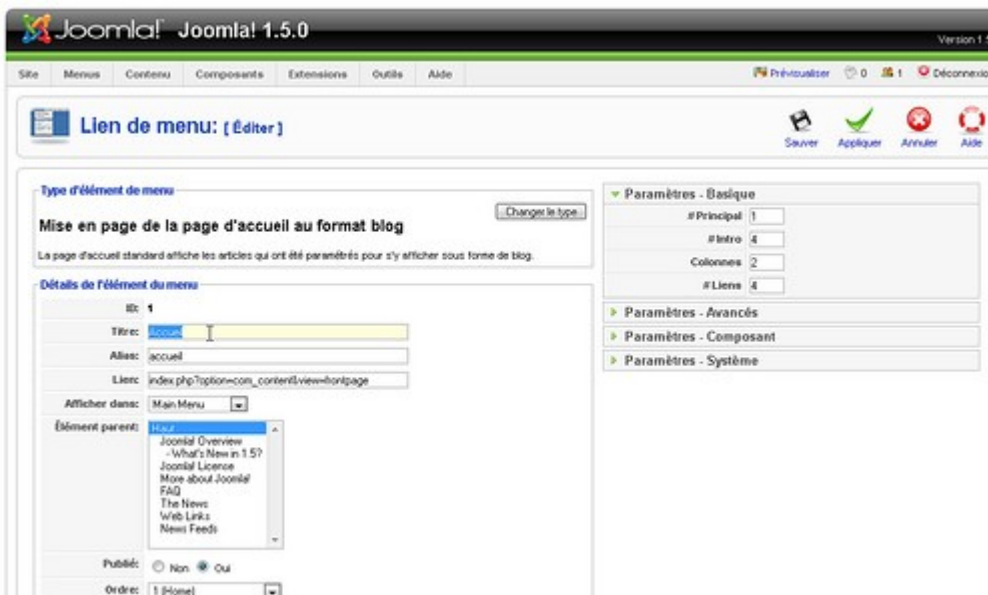 Joomla! Joomla! 1.5.0
Version 1.5
Site Menus Contenu Composants Extensions Outils Aide Prévisualiser 0 1 Déconnexio
Lien de menu: [ Éditer ]
Sauver Appliquer Annuler Aide
Type d'élément de menu
Changer le type
Mise en page de la page d'accueil au format blog
La page d'accueil standard affiche les articles qui ont été paramétrés pour s'y afficher sous forme de blog.
Détails de l'élément du menu
ID: 1
Titre: Accueil
Alias: accueil
Lien: index.php?option=com_content&view=frontpage
Afficher dans: Main Menu
Élément parent: Haut
Joomla! Overview
- What's New in 1.5?
Joomla! License
More about Joomla!
FAQ
The News
Web Links
News Feeds
Publié: Non Oui
Ordre: 1 (Home)
Paramètres - Basique
# Principal 1
# Intro 4
Colonnes 2
# Liens 4
Paramètres - Avancés
Paramètres - Composant
Paramètres - Système